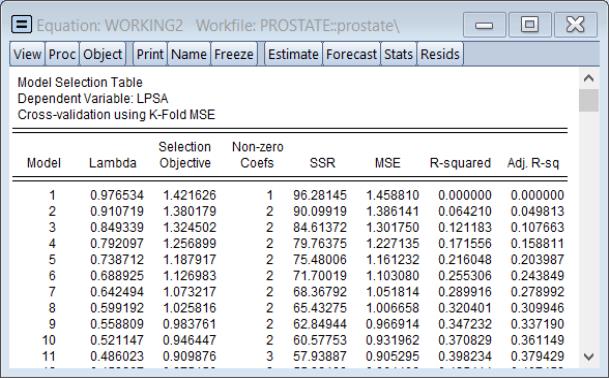 Equation: WORKING2 Workfile: PROSTATE::prostate\
View Proc Object Print Name Freeze Estimate Forecast Stats Resids
Model Selection Table
Dependent Variable: LPSA
Cross-validation using K-Fold MSE
Selection Non-zero
Model Lambda Objective Coefs SSR MSE R-squared Adj. R-sq
1 0.976534 1.421626 1 96.28145 1.458810 0.000000 0.000000
2 0.910719 1.380179 2 90.09919 1.386141 0.064210 0.049813
3 0.849339 1.324502 2 84.61372 1.301750 0.121183 0.107663
4 0.792097 1.256899 2 79.76375 1.227135 0.171556 0.158811
5 0.738712 1.187917 2 75.48006 1.161232 0.216048 0.203987
6 0.688925 1.126983 2 71.70019 1.103080 0.255306 0.243849
7 0.642494 1.073217 2 68.36792 1.051814 0.289916 0.278992
8 0.599192 1.025816 2 65.43275 1.006658 0.320401 0.309946
9 0.558809 0.983761 2 62.84944 0.966914 0.347232 0.337190
10 0.521147 0.946447 2 60.57753 0.931962 0.370829 0.361149
11 0.486023 0.909876 3 57.93887 0.905295 0.398234 0.379429